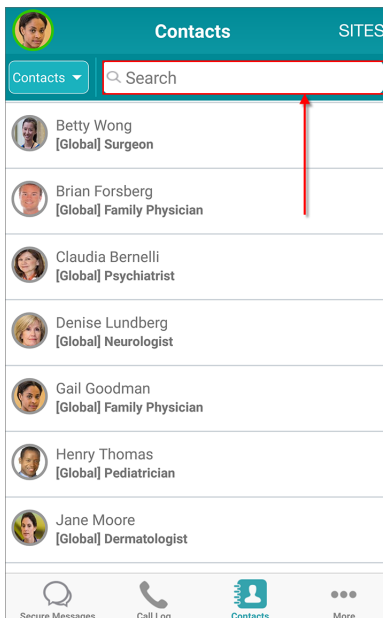 Contacts
SITES
Contacts
Search
Betty Wong
[Global] Surgeon
Brian Forsberg
[Global] Family Physician
Claudia Bernelli
[Global] Psychiatrist
Denise Lundberg
[Global] Neurologist
Gail Goodman
[Global] Family Physician
Henry Thomas
[Global] Pediatrician
Jane Moore
[Global] Dermatologist
Secure Messages
Call Log
Contacts
More